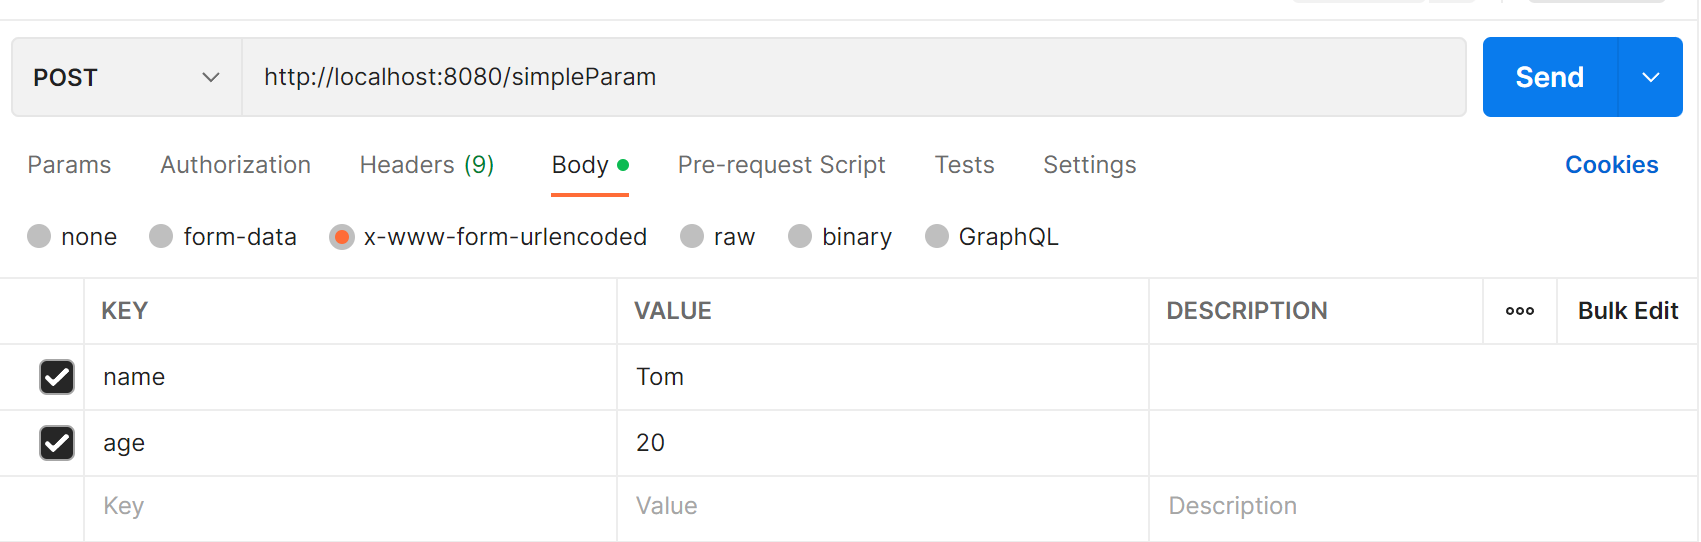 POST http://localhost:8080/simpleParam Send
Params Authorization Headers (9) Body Pre-request Script Tests Settings Cookies
none form-data x-www-form-urlencoded raw binary GraphQL
KEY VALUE DESCRIPTION ooo Bulk Edit
name Tom
age 20
Key Value Description